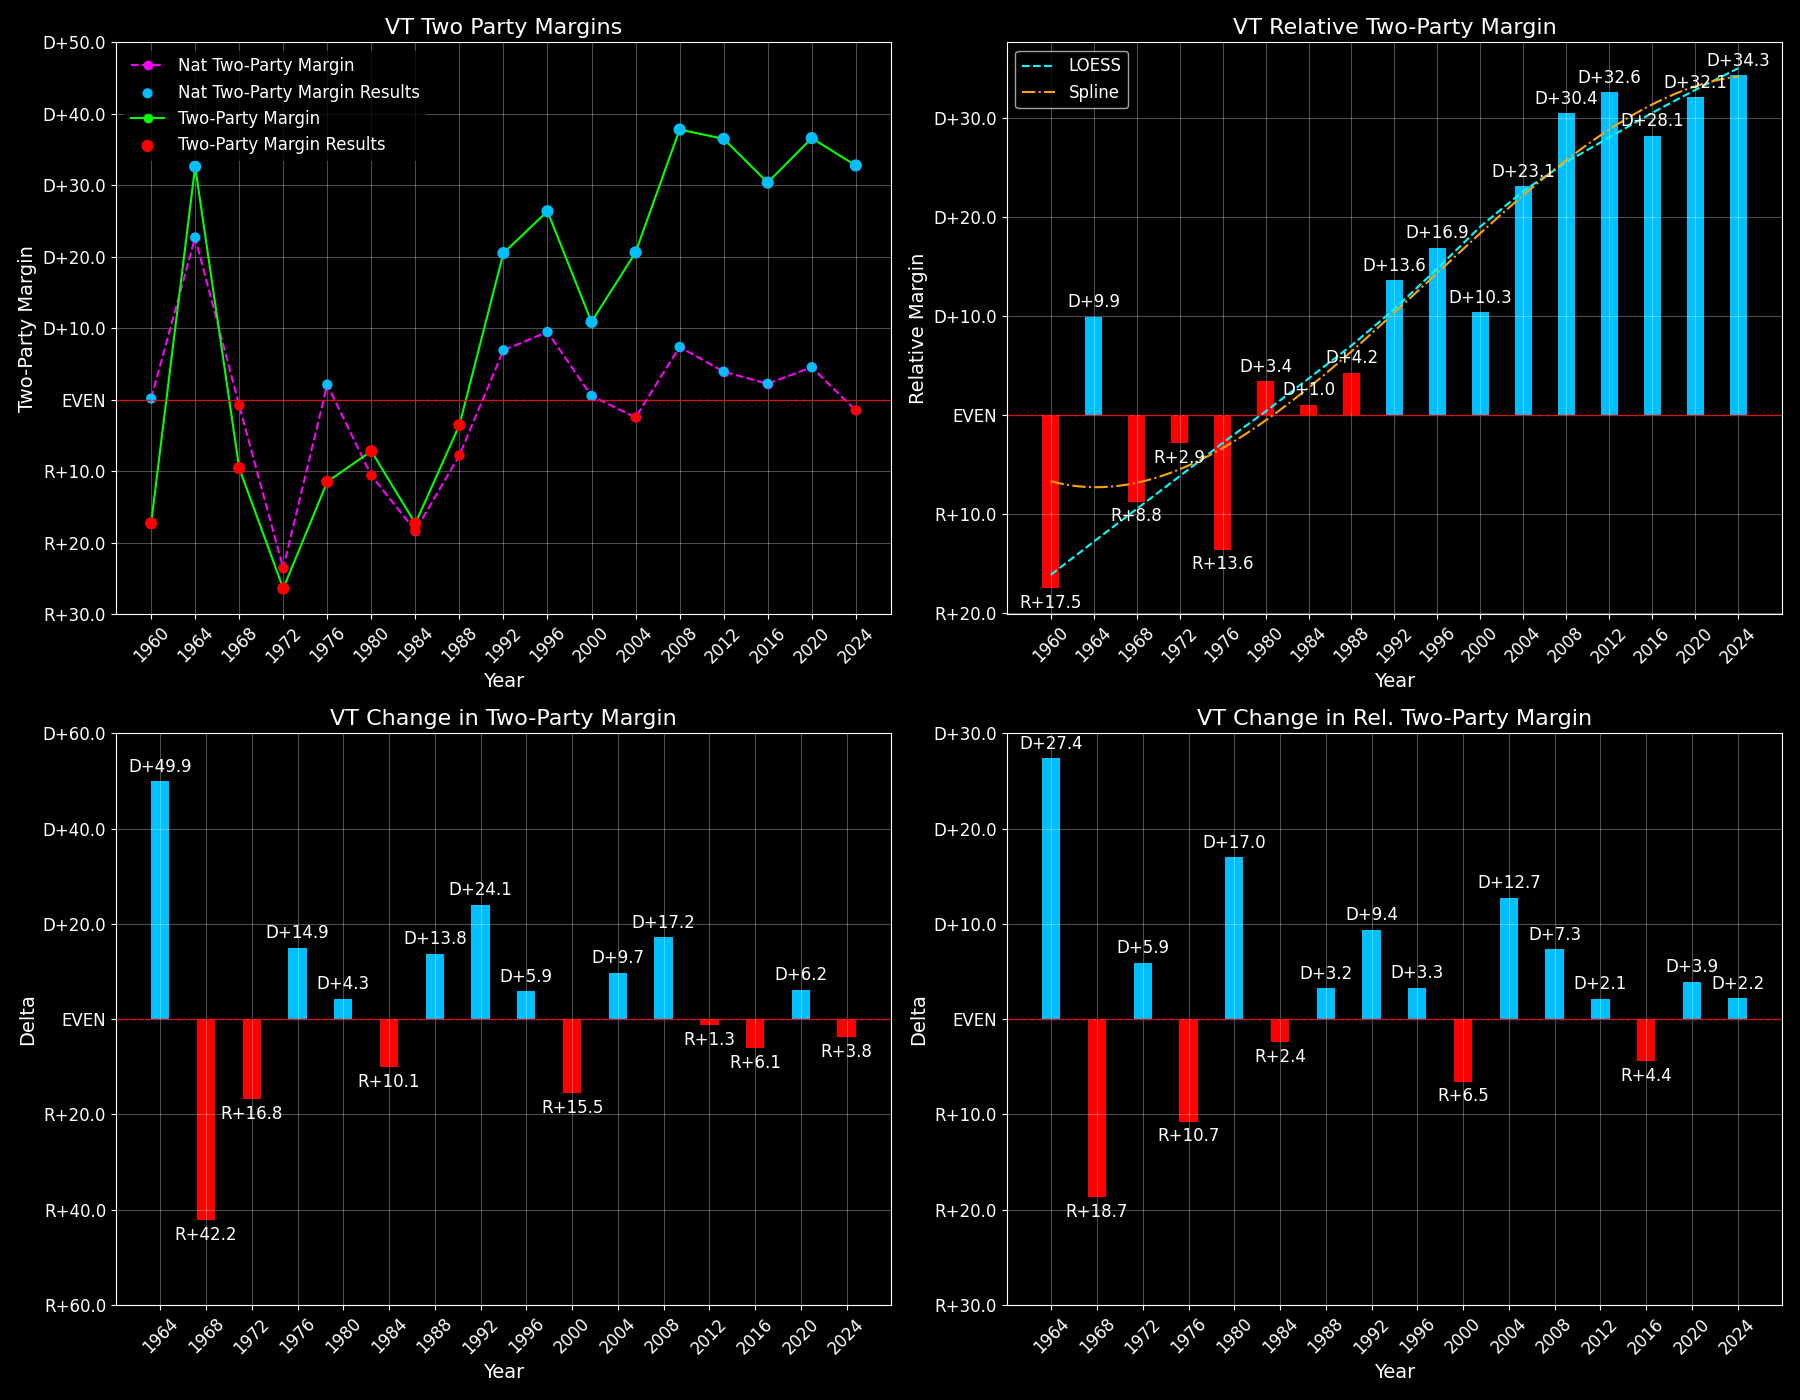 VT Two Party Margins
D+50.0
D+40.0
D+30.0
D+20.0
D+10.0
EVEN
R+10.0
R+20.0
R+30.0
Two-Party Margin
Nat Two-Party Margin
Nat Two-Party Margin Results
Two-Party Margin
Two-Party Margin Results
1960 1964 1968 1972 1976 1980 1984 1988 1992 1996 2000 2004 2008 2012 2016 2020 2024
Year
VT Relative Two-Party Margin
D+30.0
D+20.0
D+10.0
EVEN
R+10.0
R+20.0
Relative Margin
LOESS
Spline
R+17.5
D+9.9
R+8.8
R+2.9
R+13.6
D+3.4
D+1.0
D+4.2
D+13.6
D+16.9
D+10.3
D+23.1
D+30.4
D+32.6
D+28.1
D+32.1
D+34.3
1960 1964 1968 1972 1976 1980 1984 1988 1992 1996 2000 2004 2008 2012 2016 2020 2024
Year
VT Change in Two-Party Margin
D+60.0
D+40.0
D+20.0
EVEN
R+20.0
R+40.0
R+60.0
Delta
D+49.9
R+42.2
R+16.8
D+14.9
D+4.3
R+10.1
D+13.8
D+24.1
D+5.9
R+15.5
D+9.7
D+17.2
R+1.3
R+6.1
D+6.2
R+3.8
1964 1968 1972 1976 1980 1984 1988 1992 1996 2000 2004 2008 2012 2016 2020 2024
Year
VT Change in Rel. Two-Party Margin
D+30.0
D+20.0
D+10.0
EVEN
R+10.0
R+20.0
R+30.0
Delta
D+27.4
R+18.7
D+5.9
R+10.7
D+17.0
R+2.4
D+3.2
D+9.4
D+3.3
R+6.5
D+12.7
D+7.3
D+2.1
R+4.4
D+3.9
D+2.2
1964 1968 1972 1976 1980 1984 1988 1992 1996 2000 2004 2008 2012 2016 2020 2024
Year